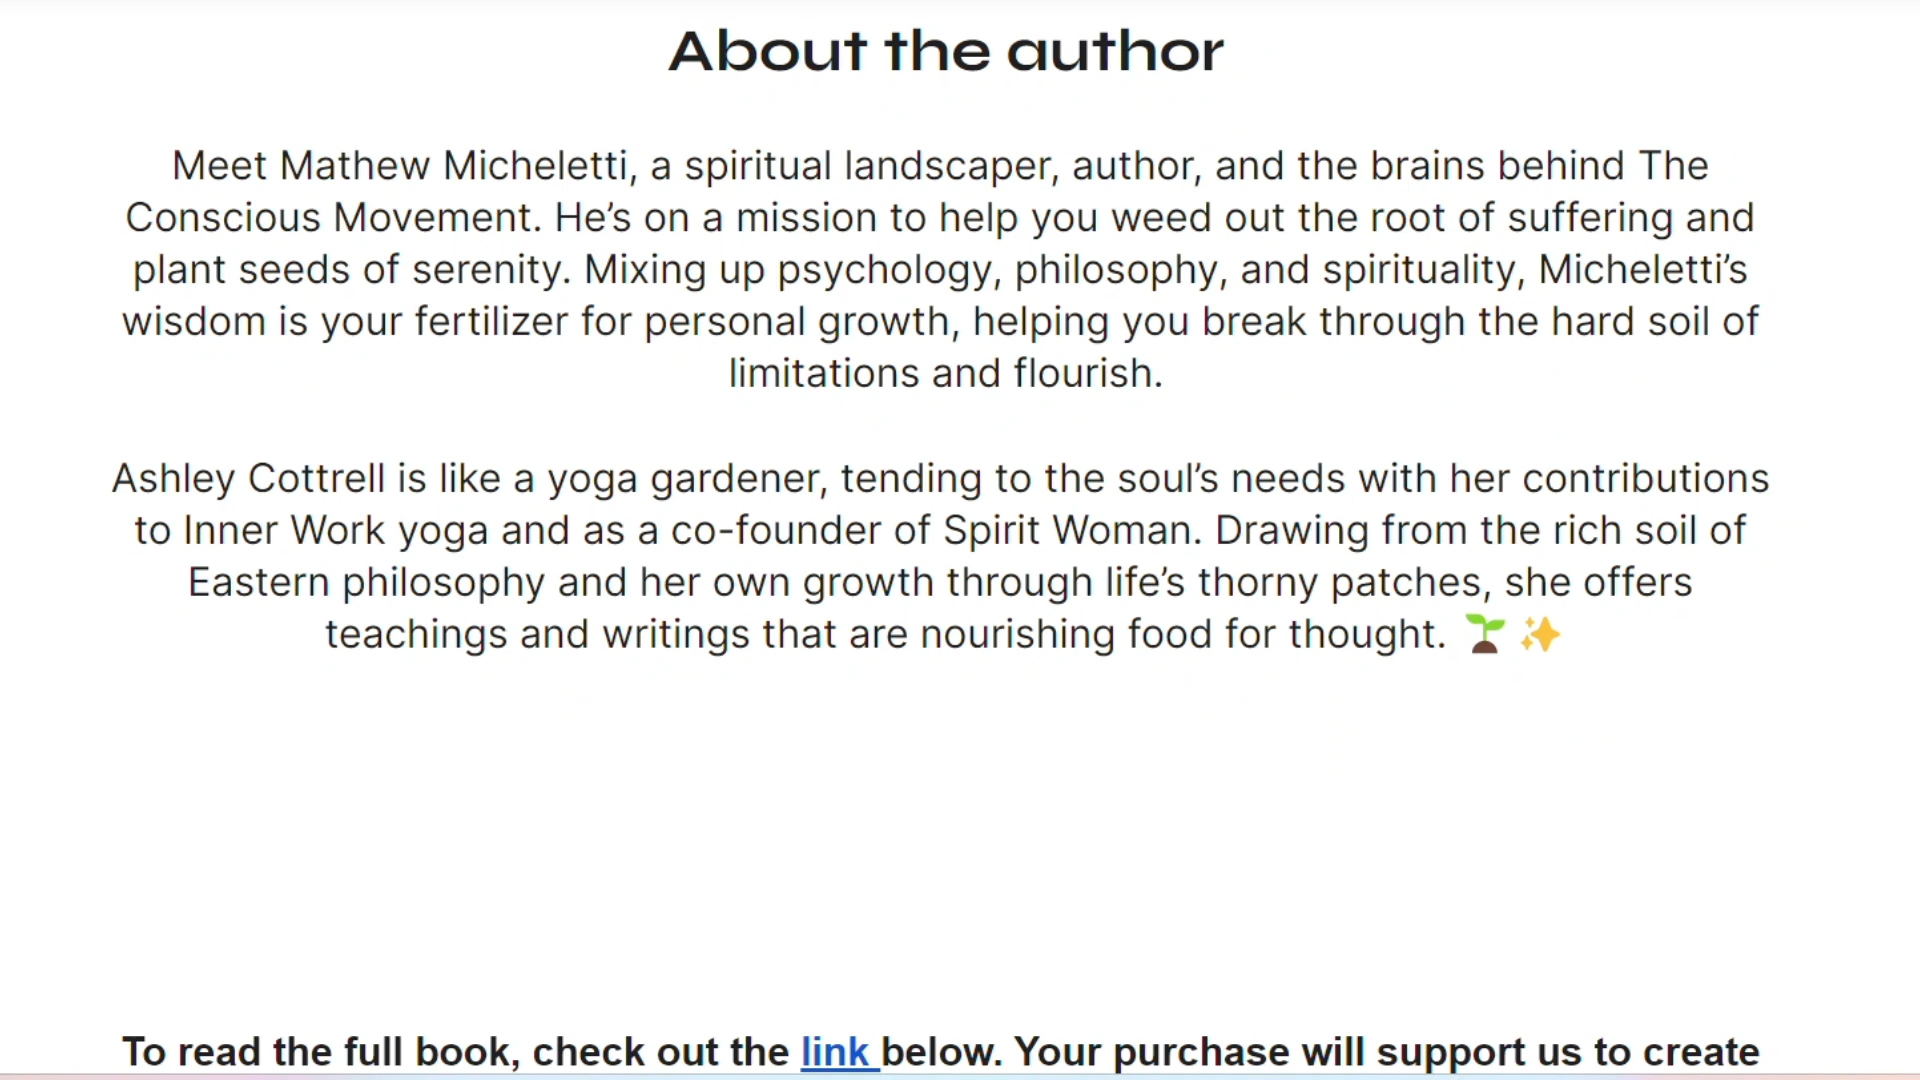 About the author
Meet Mathew Micheletti, a spiritual landscaper, author, and the brains behind The
Conscious Movement. He’s on a mission to help you weed out the root of suffering and
plant seeds of serenity. Mixing up psychology, philosophy, and spirituality, Micheletti’s
wisdom is your fertilizer for personal growth, helping you break through the hard soil of
limitations and flourish.
Ashley Cottrell is like a yoga gardener, tending to the soul’s needs with her contributions
to Inner Work yoga and as a co-founder of Spirit Woman. Drawing from the rich soil of
Eastern philosophy and her own growth through life’s thorny patches, she offers
teachings and writings that are nourishing food for thought. 🌱 ✨
To read the full book, check out the link below. Your purchase will support us to create